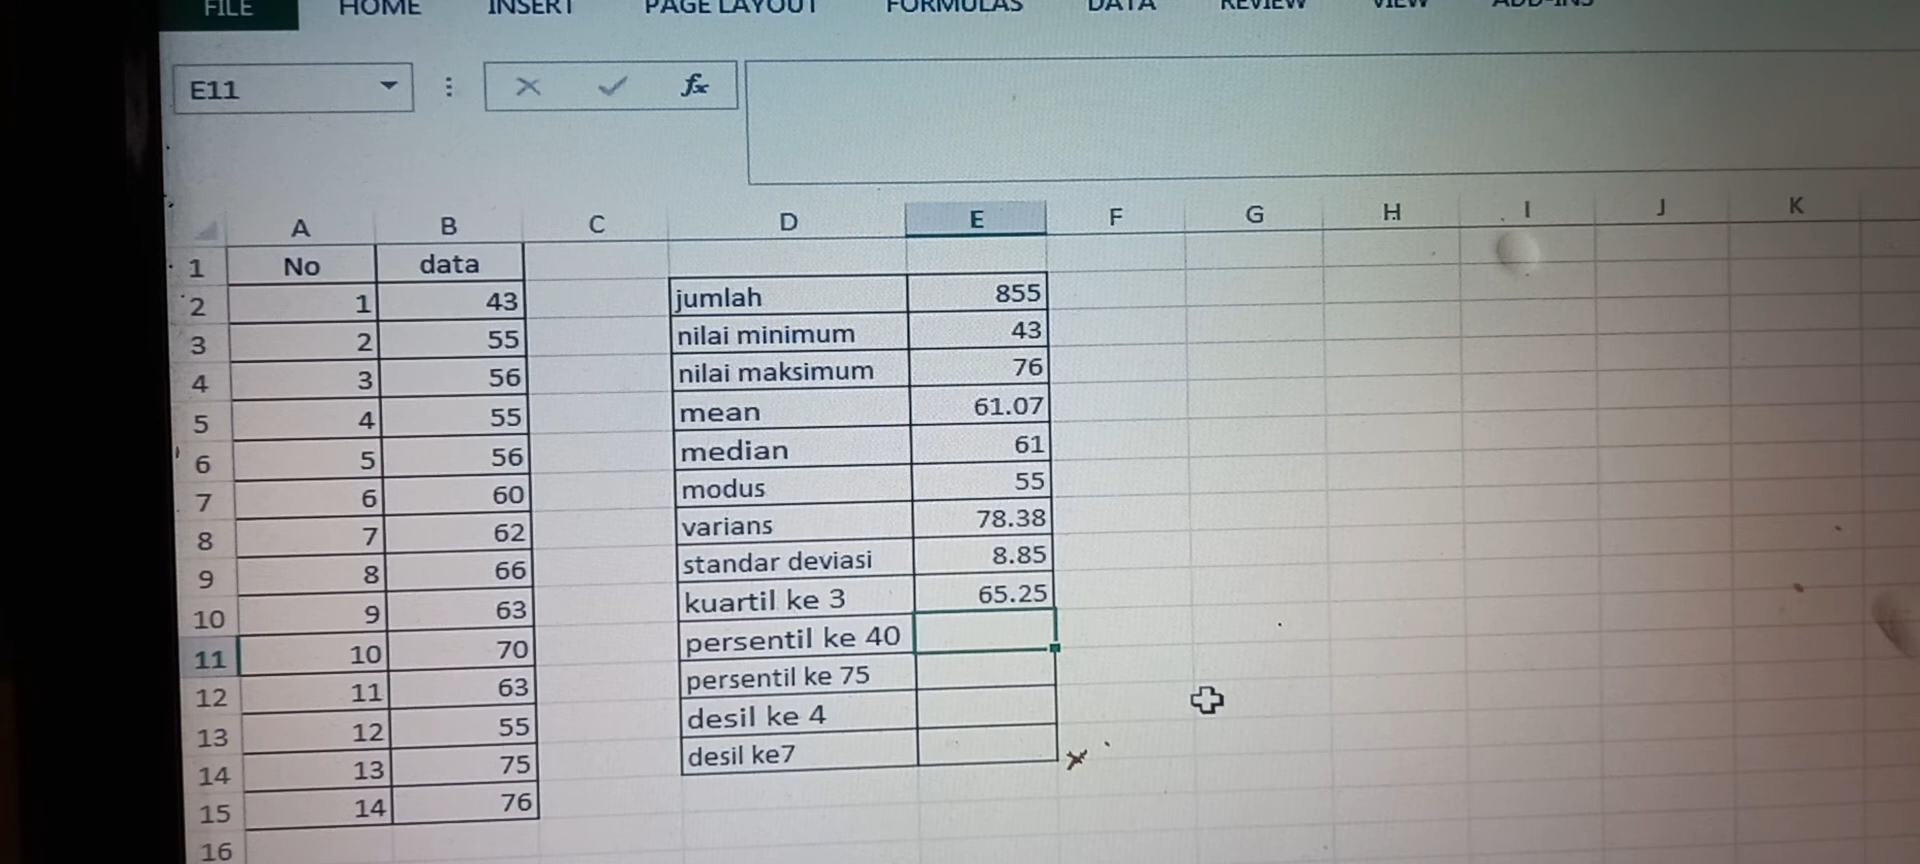 FILE HOME INSERT PAGE LAYOUT FORMULAS DATA REVIEW VIEW ADD-INS
E11 fx
A B C D E F G H I J K
1 No data
2 1 43 jumlah 855
3 2 55 nilai minimum 43
4 3 56 nilai maksimum 76
5 4 55 mean 61.07
6 5 56 median 61
7 6 60 modus 55
8 7 62 varians 78.38
9 8 66 standar deviasi 8.85
10 9 63 kuartil ke 3 65.25
11 10 70 persentil ke 40
12 11 63 persentil ke 75
13 12 55 desil ke 4
14 13 75 desil ke7
15 14 76
16